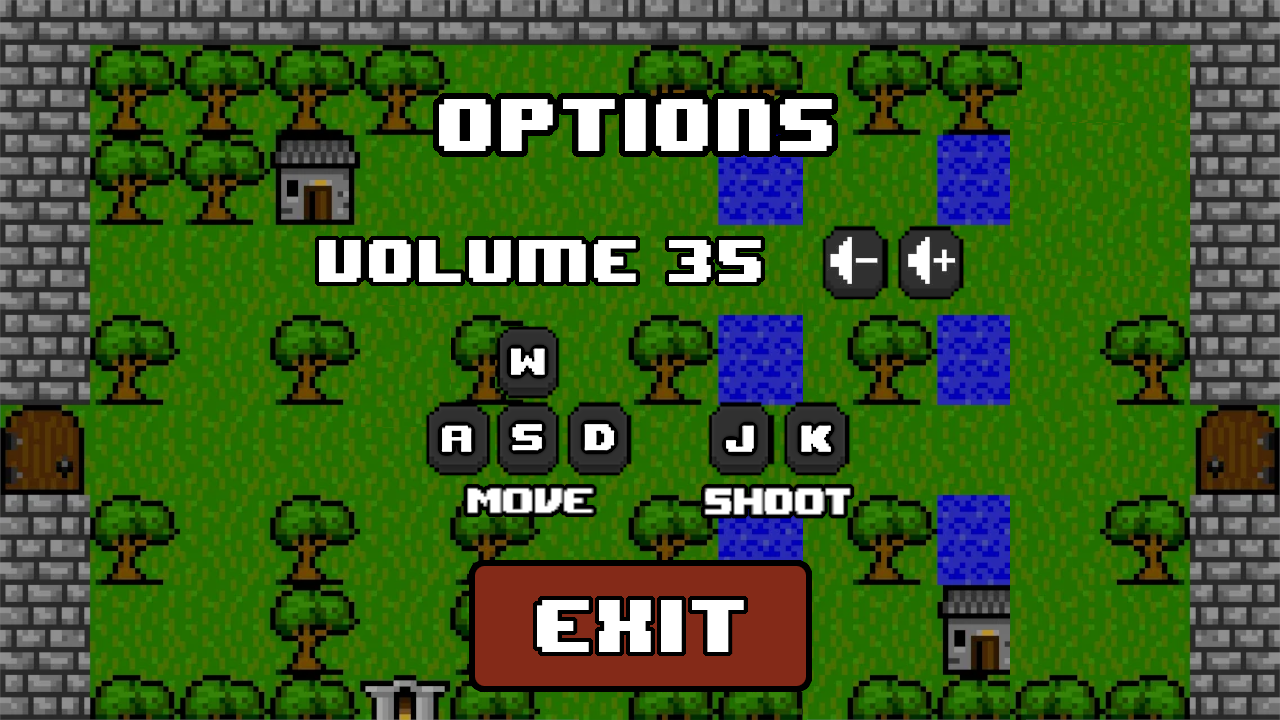 OPTIONS
VOLUME 35
W
A S D J K
MOVE SHOOT
EXIT